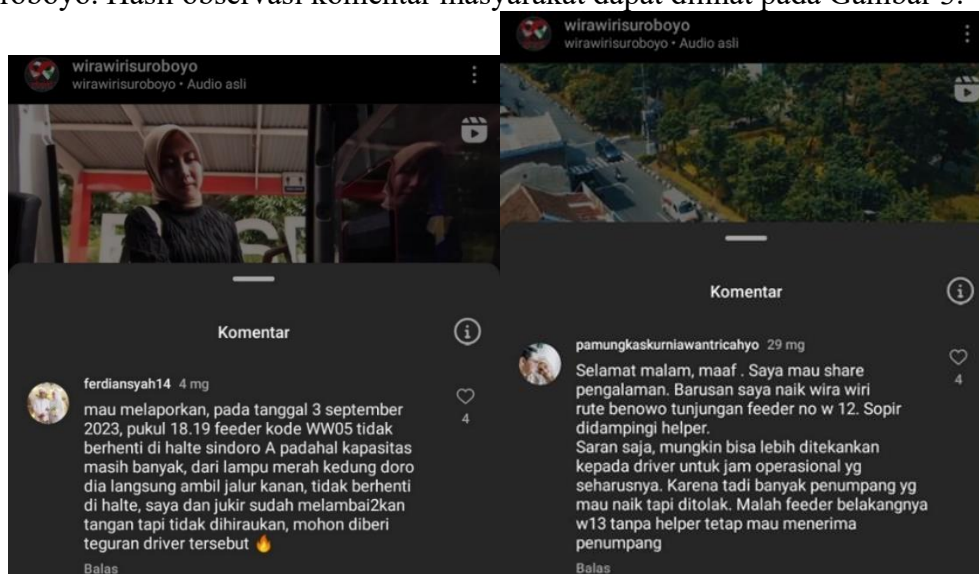 roboyo. Hasil observasi komentar masyarakat dapat dilihat pada Gambar 3.
wirawirisuroboyo
wirawirisuroboyo • Audio asli
Komentar
ferdiansyah14 4 mg
mau melaporkan, pada tanggal 3 september
2023, pukul 18.19 feeder kode WW05 tidak
berhenti di halte sindoro A padahal kapasitas
masih banyak, dari lampu merah kedung doro
dia langsung ambil jalur kanan, tidak berhenti
di halte, saya dan jukir sudah melambai2kan
tangan tapi tidak dihiraukan, mohon diberi
teguran driver tersebut 🔥
4
Balas
wirawirisuroboyo
wirawirisuroboyo • Audio asli
Komentar
pamungkaskurniawantricahyo 29 mg
Selamat malam, maaf . Saya mau share
pengalaman. Barusan saya naik wira wiri
rute benowo tunjungan feeder no w 12. Sopir
didampingi helper.
Saran saja, mungkin bisa lebih ditekankan
kepada driver untuk jam operasional yg
seharusnya. Karena tadi banyak penumpang yg
mau naik tapi ditolak. Malah feeder belakangnya
w13 tanpa helper tetap mau menerima
penumpang
4
Balas